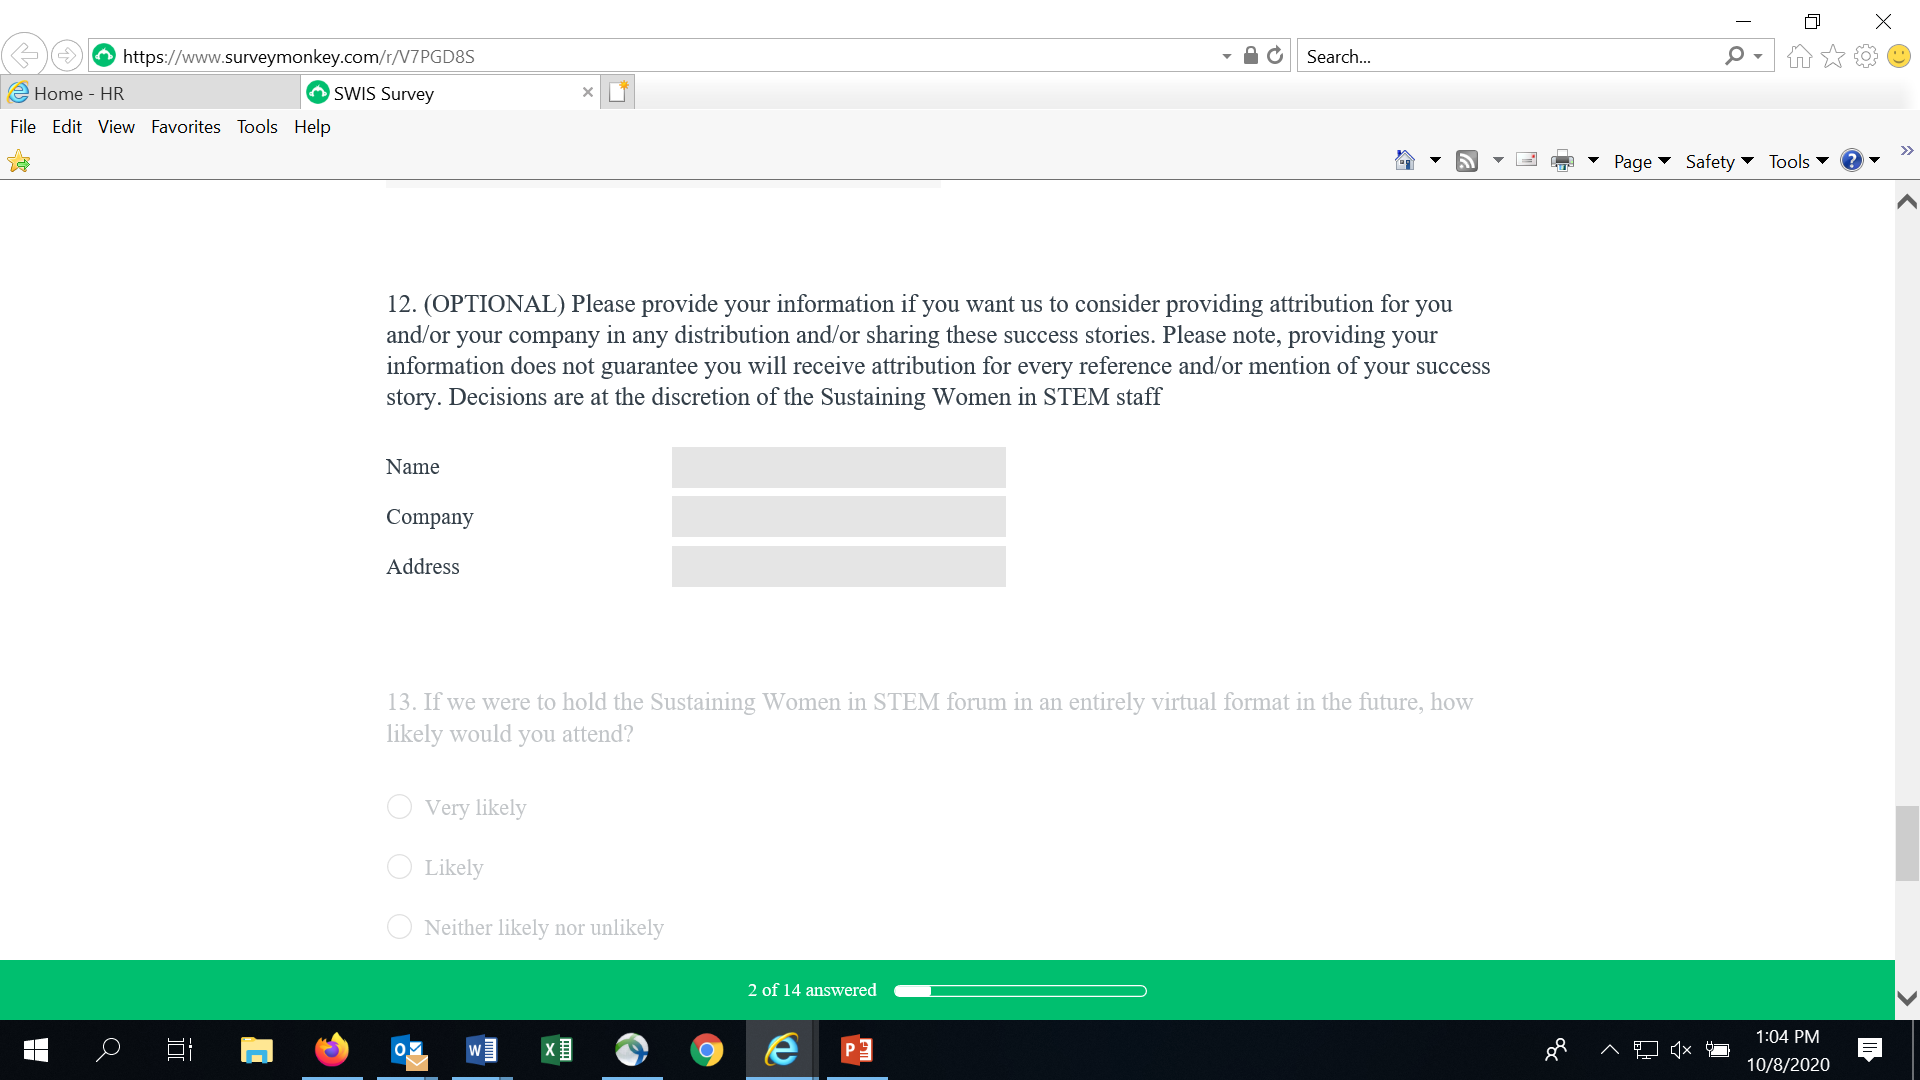 https://www.surveymonkey.com/r/V7PGD8S
Search...
Home - HR
SWIS Survey
File Edit View Favorites Tools Help
Page Safety Tools
12. (OPTIONAL) Please provide your information if you want us to consider providing attribution for you
and/or your company in any distribution and/or sharing these success stories. Please note, providing your
information does not guarantee you will receive attribution for every reference and/or mention of your success
story. Decisions are at the discretion of the Sustaining Women in STEM staff
Name
Company
Address
13. If we were to hold the Sustaining Women in STEM forum in an entirely virtual format in the future, how
likely would you attend?
Very likely
Likely
Neither likely nor unlikely
2 of 14 answered
1:04 PM
10/8/2020